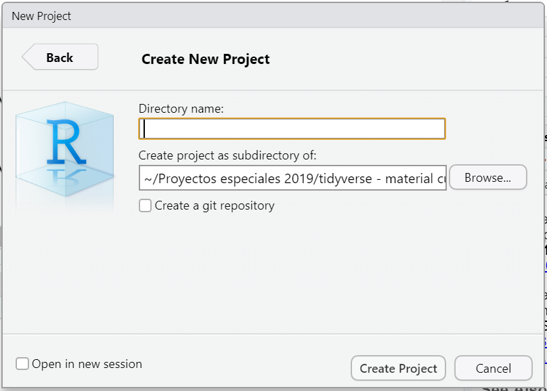 New Project
Back
Create New Project
R
Directory name:
Create project as subdirectory of:
~/Proyectos especiales 2019/tidyverse - material
Browse...
Create a git repository
Open in new session
Create Project
Cancel